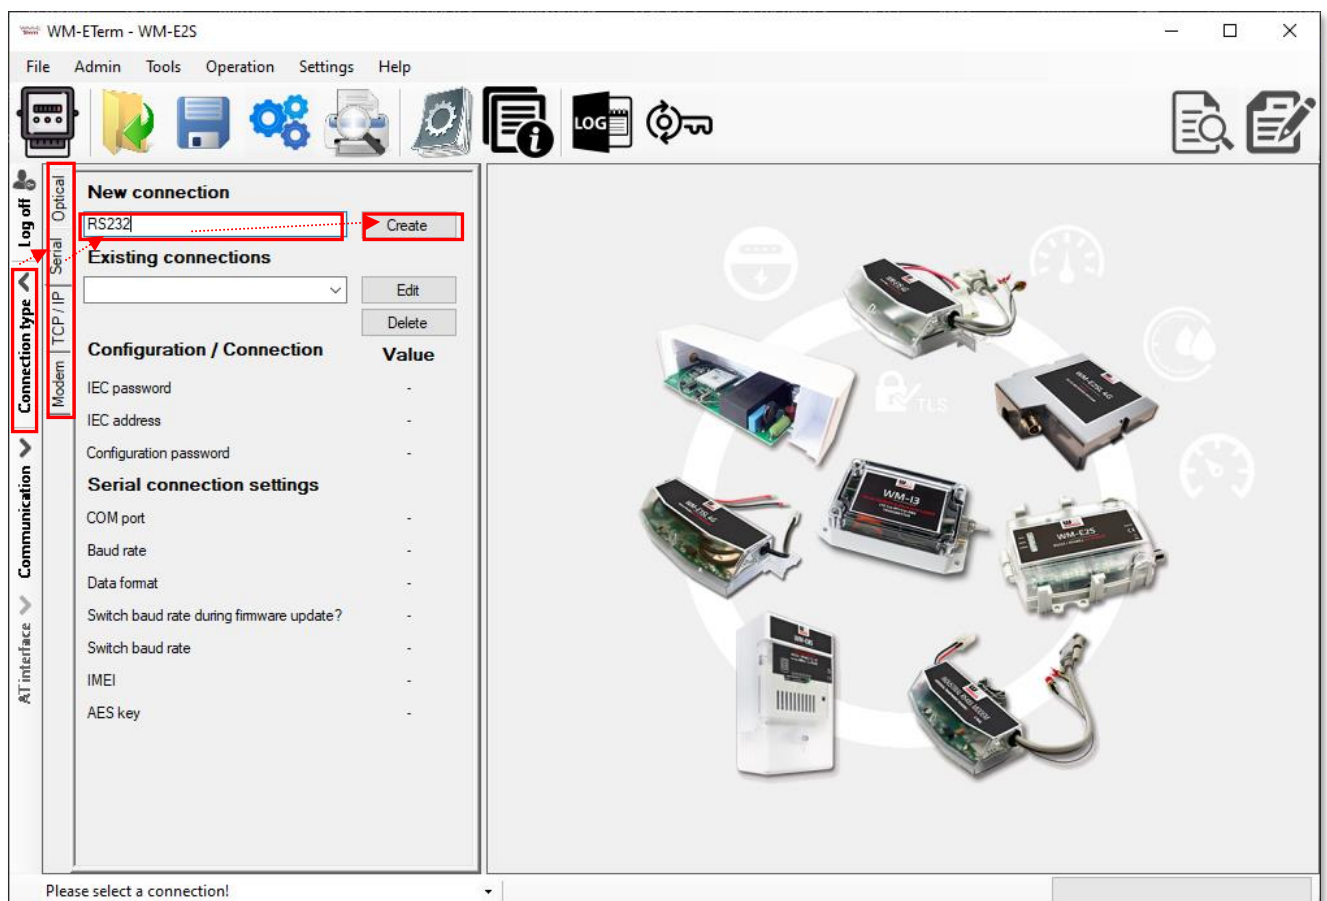 WM-ETerm - WM-E2S
File Admin Tools Operation Settings Help
LOG
Log off
Connection type
Communication
AT interface
Optical
Serial
TCP / IP
Modem
New connection
RS232 Create
Existing connections
Edit
Delete
Configuration / Connection Value
IEC password -
IEC address -
Configuration password -
Serial connection settings
COM port -
Baud rate -
Data format -
Switch baud rate during firmware update? -
Switch baud rate -
IMEI -
AES key -
TLS
WM-E2SL 4G
WM-I3
WM-E2S
Please select a connection!